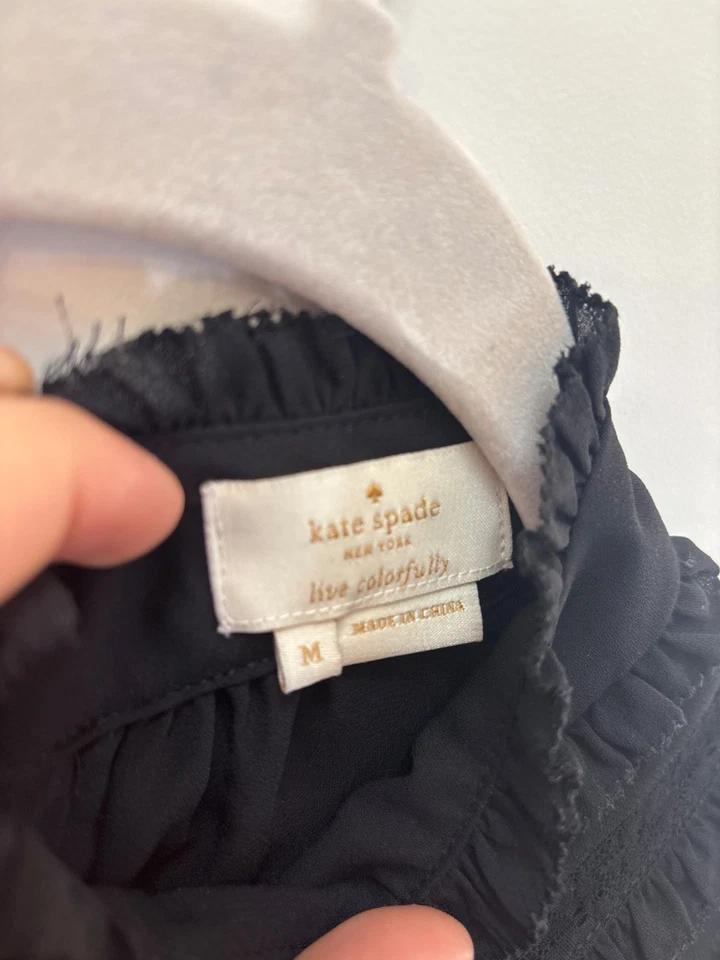 kate spade
NEW YORK
live colorfully
M
MADE IN CHINA